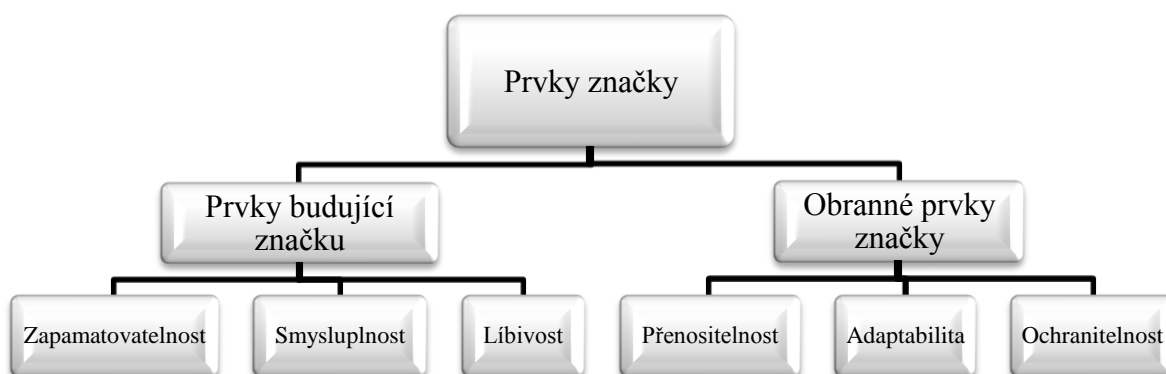 Prvky značky
Prvky budující
značku
Obranné prvky
značky
Zapamatovatelnost
Smysluplnost
Líbivost
Přenositelnost
Adaptabilita
Ochranitelnost